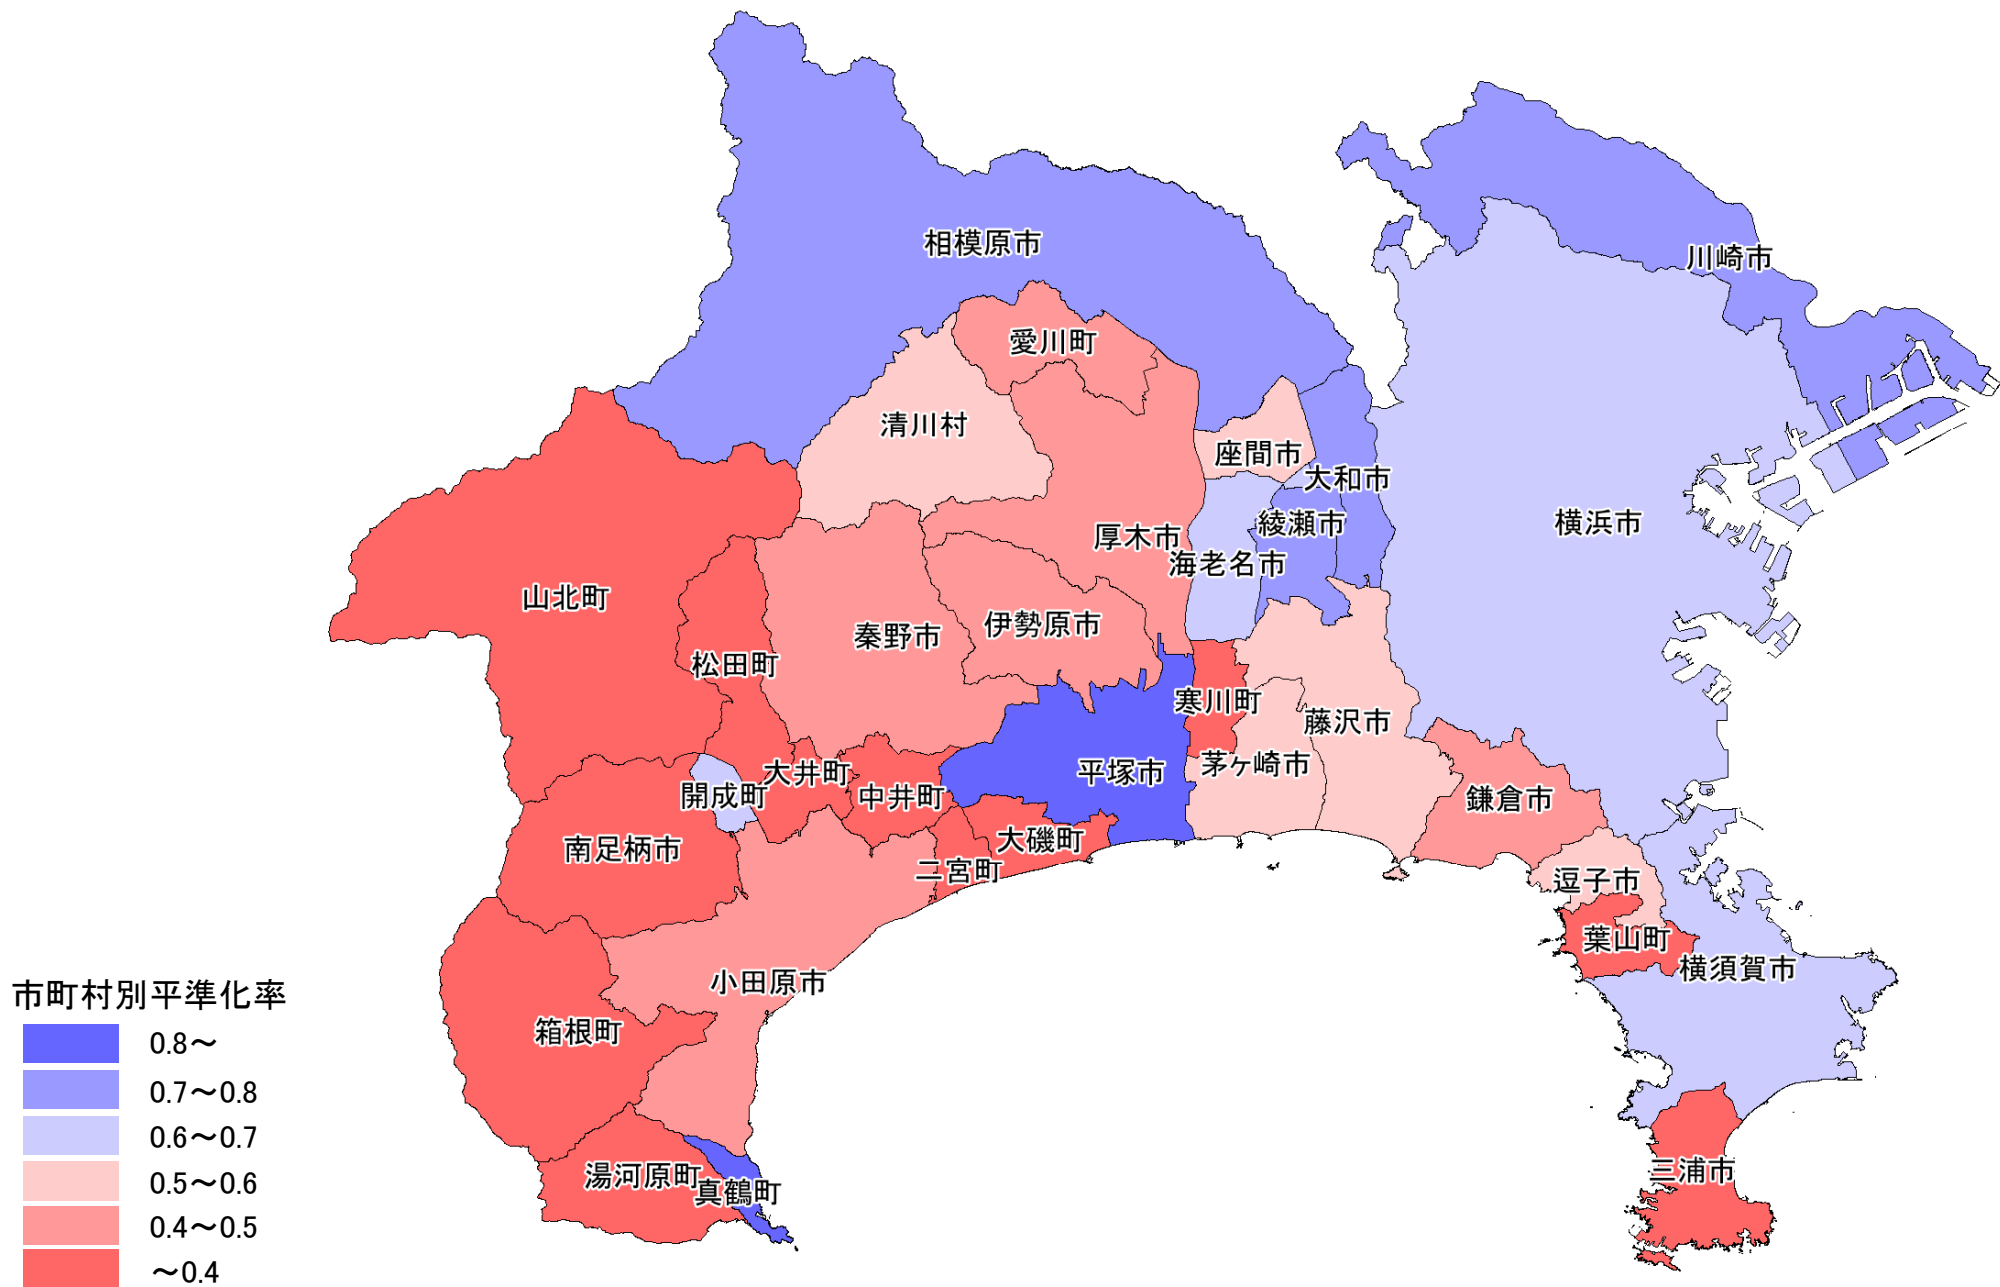 相模原市
川崎市
愛川町
清川村
座間市
大和市
綾瀬市
横浜市
厚木市
海老名市
山北町
伊勢原市
秦野市
松田町
寒川町
藤沢市
茅ヶ崎市
平塚市
大井町
開成町
中井町
鎌倉市
大磯町
南足柄市
二宮町
逗子市
葉山町
横須賀市
小田原市
箱根町
湯河原町
真鶴町
三浦市
市町村別平準化率
0.8～
0.7～0.8
0.6～0.7
0.5～0.6
0.4～0.5
～0.4